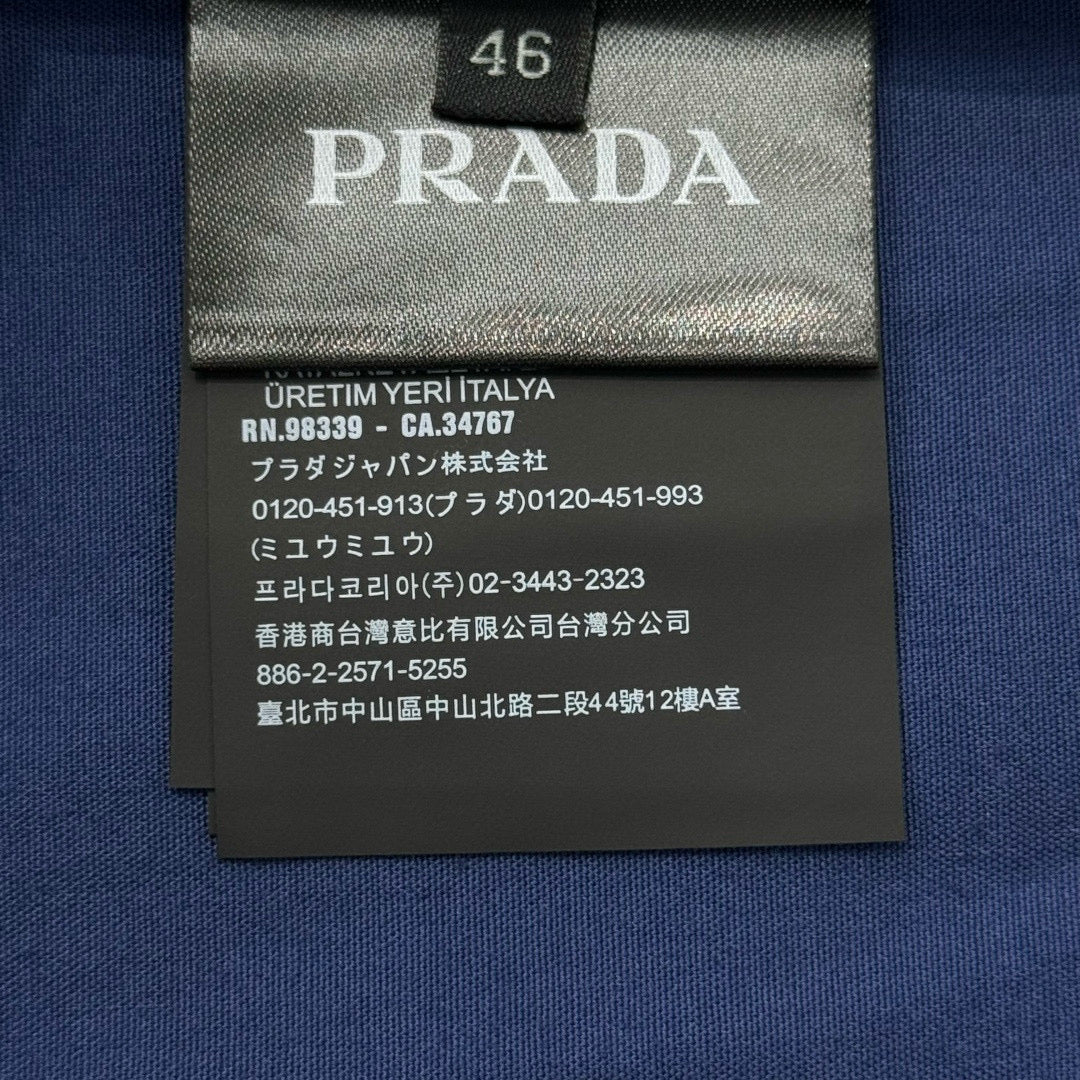 46
PRADA
ÜRETIM YERİ İTALYA
RN.98339 - CA.34767
プラダジャパン株式会社
0120-451-913(プラダ)0120-451-993
(ミユウミユウ)
프라다코리아(주)02-3443-2323
香港商台灣意比有限公司台灣分公司
886-2-2571-5255
臺北市中山區中山北路二段44號12樓A室